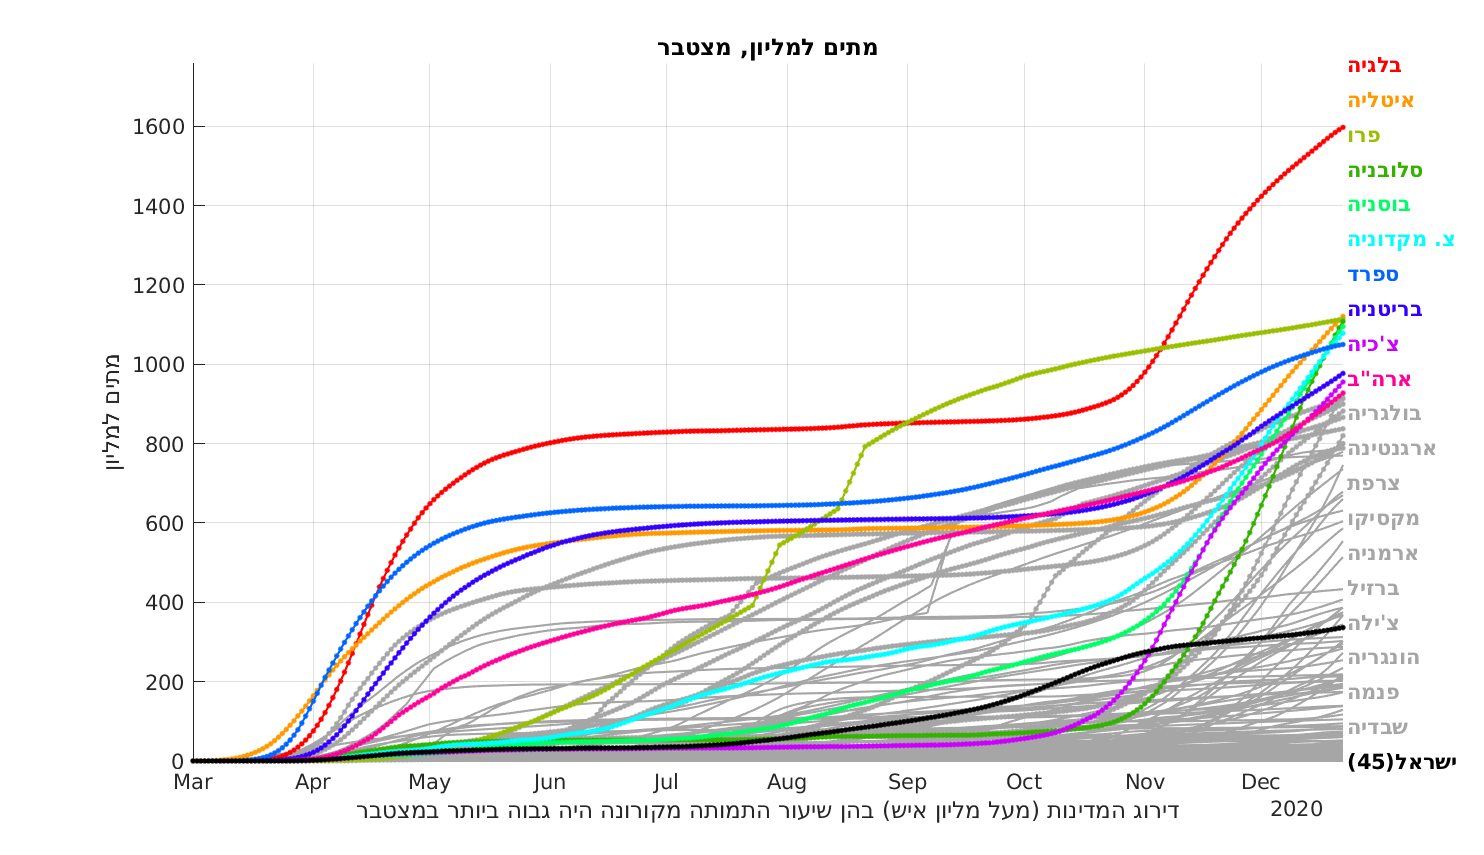 מתים למליון, מצטבר
בלגיה
איטליה
פרו
סלובניה
בוסניה
צ. מקדוניה
ספרד
בריטניה
צ'כיה
ארה"ב
בולגריה
ארגנטינה
צרפת
מקסיקו
ארמניה
ברזיל
צ'ילה
הונגריה
פנמה
שבדיה
ישראל(45)
מתים למליון
1600
1400
1200
1000
800
600
400
200
0
Mar Apr May Jun Jul Aug Sep Oct Nov Dec
2020
דירוג המדינות (מעל מליון איש) בהן שיעור התמותה מקורונה היה גבוה ביותר במצטבר